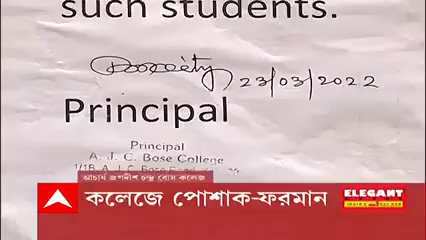 such students.
23/03/2022
Principal
Principal
A. J. C. Bose College
আচার্য জগদীশ চন্দ্র বোস কলেজ
কলেজে পোশাক-ফরমান
ELEGANT